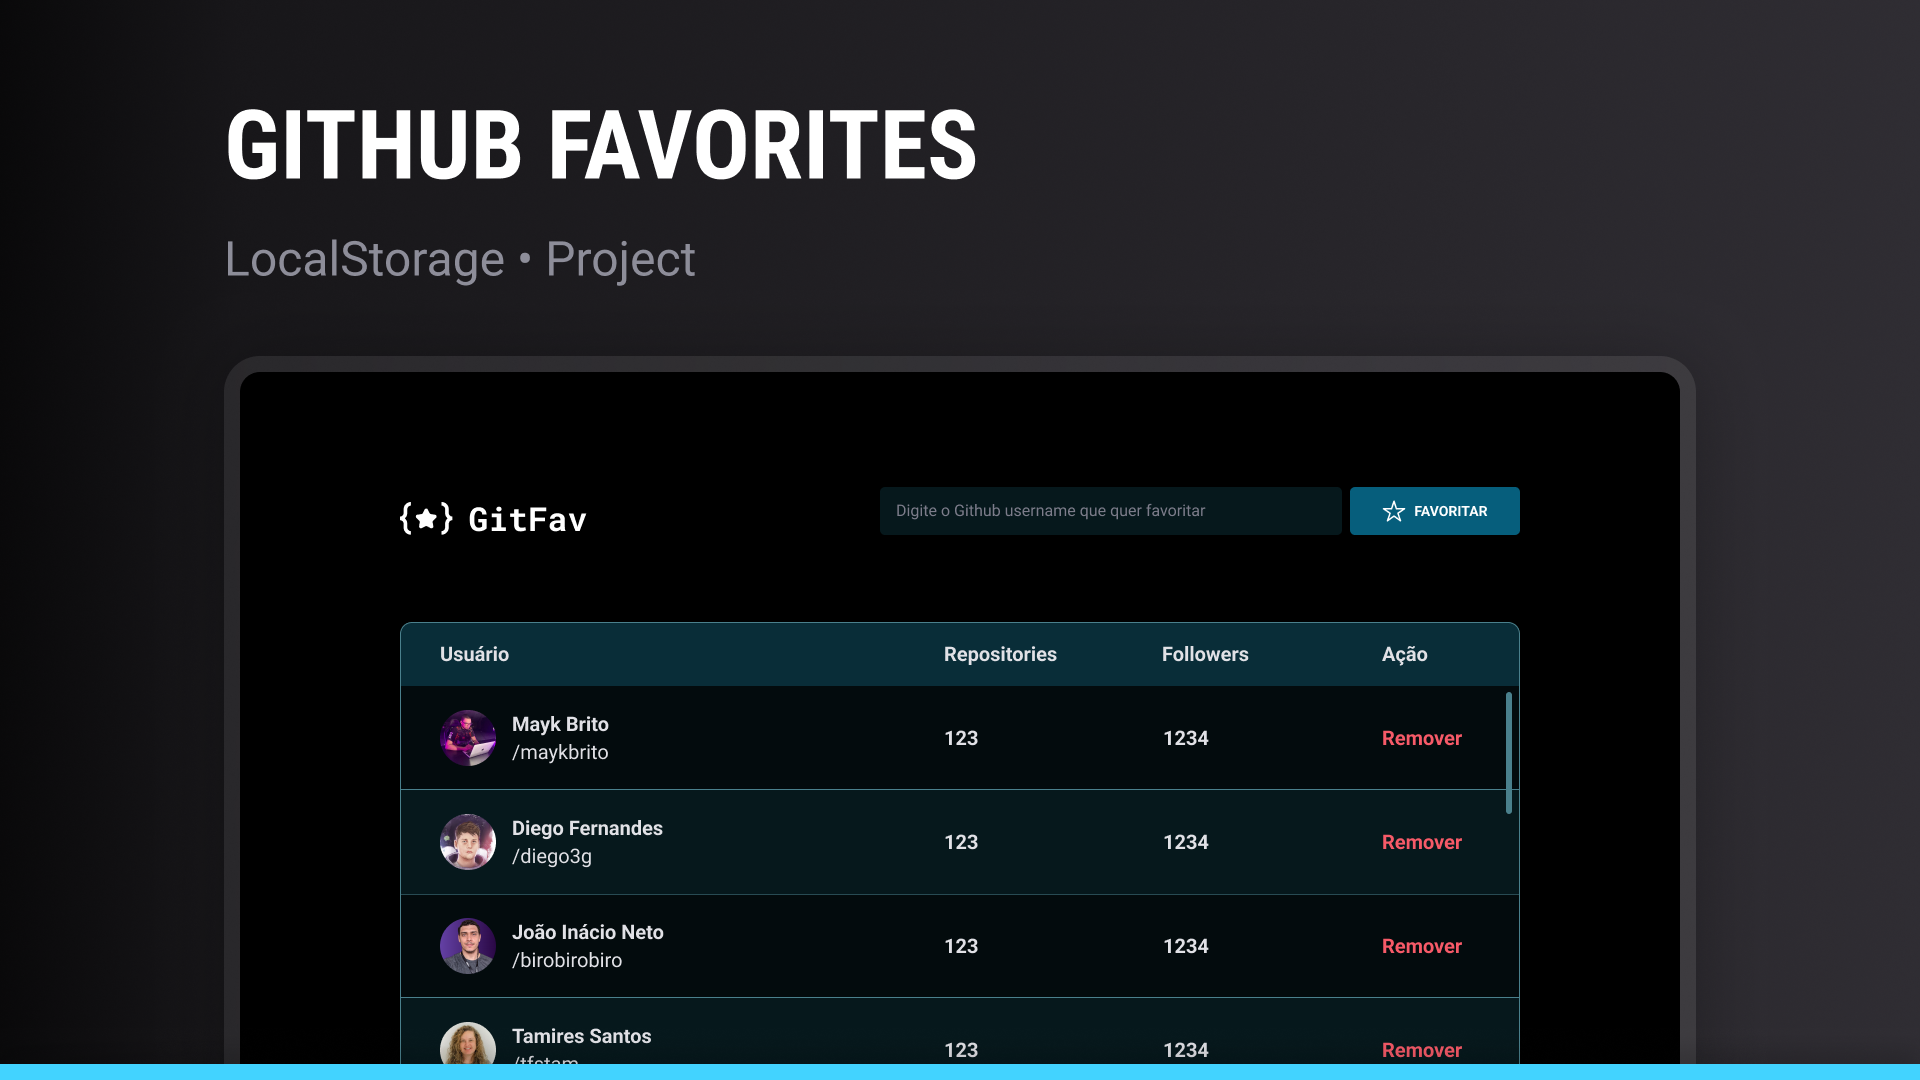 GITHUB FAVORITES
LocalStorage • Project
GitFav
Digite o Github username que quer favoritar
FAVORITAR
Usuário Repositories Followers Ação
Mayk Brito
/maykbrito
123 1234 Remover
Diego Fernandes
/diego3g
123 1234 Remover
João Inácio Neto
/birobirobiro
123 1234 Remover
Tamires Santos
123 1234 Remover